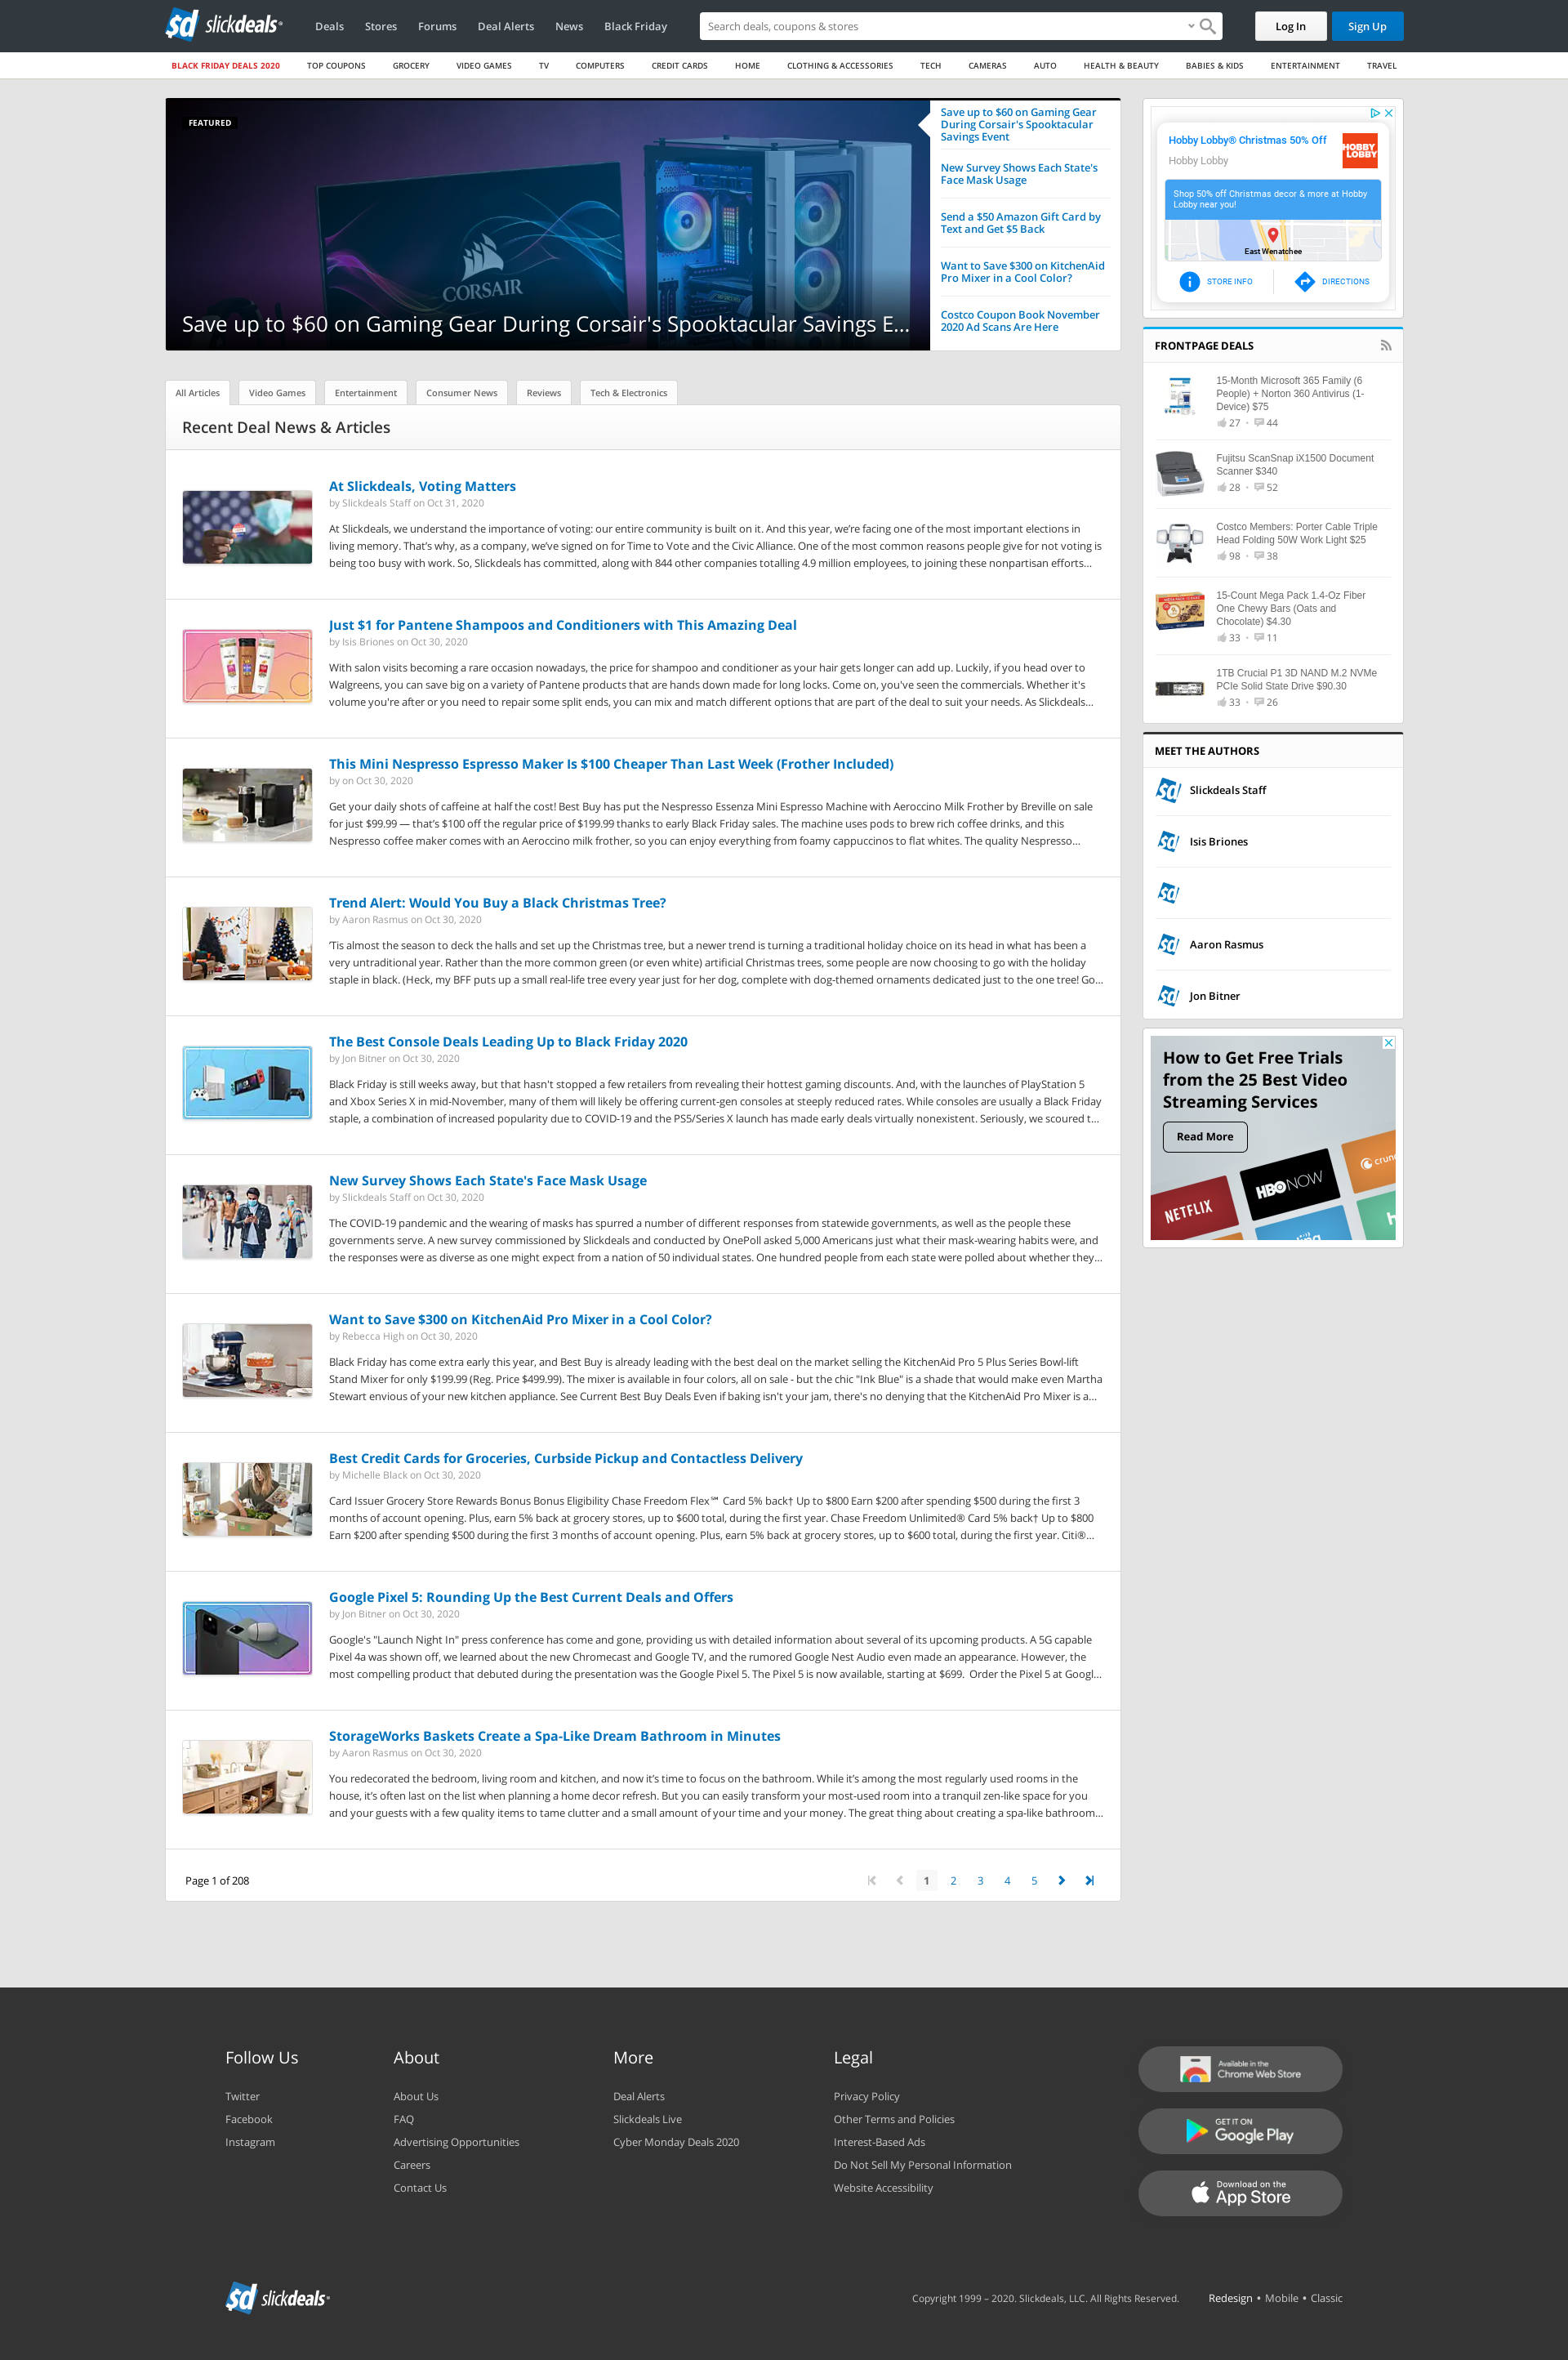 sd slickdeals
Deals Stores Forums Deal Alerts News Black Friday
Search deals, coupons & stores
Log In Sign Up
BLACK FRIDAY DEALS 2020 TOP COUPONS GROCERY VIDEO GAMES TV COMPUTERS CREDIT CARDS HOME CLOTHING & ACCESSORIES TECH CAMERAS AUTO HEALTH & BEAUTY BABIES & KIDS ENTERTAINMENT TRAVEL
FEATURED
CORSAIR
Save up to $60 on Gaming Gear During Corsair's Spooktacular Savings E...
Save up to $60 on Gaming Gear
During Corsair's Spooktacular
Savings Event
New Survey Shows Each State's
Face Mask Usage
Send a $50 Amazon Gift Card by
Text and Get $5 Back
Want to Save $300 on KitchenAid
Pro Mixer in a Cool Color?
Costco Coupon Book November
2020 Ad Scans Are Here
All Articles Video Games Entertainment Consumer News Reviews Tech & Electronics
Recent Deal News & Articles
At Slickdeals, Voting Matters
by Slickdeals Staff on Oct 31, 2020
At Slickdeals, we understand the importance of voting: our entire community is built on it. And this year, we’re facing one of the most important elections in
living memory. That’s why, as a company, we’ve signed on for Time to Vote and the Civic Alliance. One of the most common reasons people give for not voting is
being too busy with work. So, Slickdeals has committed, along with 844 other companies totalling 4.9 million employees, to joining these nonpartisan efforts...
Just $1 for Pantene Shampoos and Conditioners with This Amazing Deal
by Isis Briones on Oct 30, 2020
With salon visits becoming a rare occasion nowadays, the price for shampoo and conditioner as your hair gets longer can add up. Luckily, if you head over to
Walgreens, you can save big on a variety of Pantene products that are hands down made for long locks. Come on, you've seen the commercials. Whether it's
volume you're after or you need to repair some split ends, you can mix and match different options that are part of the deal to suit your needs. As Slickdeals...
This Mini Nespresso Espresso Maker Is $100 Cheaper Than Last Week (Frother Included)
by on Oct 30, 2020
Get your daily shots of caffeine at half the cost! Best Buy has put the Nespresso Essenza Mini Espresso Machine with Aeroccino Milk Frother by Breville on sale
for just $99.99 — that’s $100 off the regular price of $199.99 thanks to early Black Friday sales. The machine uses pods to brew rich coffee drinks, and this
Nespresso coffee maker comes with an Aeroccino milk frother, so you can enjoy everything from foamy cappuccinos to flat whites. The quality Nespresso...
Trend Alert: Would You Buy a Black Christmas Tree?
by Aaron Rasmus on Oct 30, 2020
’Tis almost the season to deck the halls and set up the Christmas tree, but a newer trend is turning a traditional holiday choice on its head in what has been a
very untraditional year. Rather than the more common green (or even white) artificial Christmas trees, some people are now choosing to go with the holiday
staple in black. (Heck, my BFF puts up a small real-life tree every year just for her dog, complete with dog-themed ornaments dedicated just to the one tree! Go...
The Best Console Deals Leading Up to Black Friday 2020
by Jon Bitner on Oct 30, 2020
Black Friday is still weeks away, but that hasn't stopped a few retailers from revealing their hottest gaming discounts. And, with the launches of PlayStation 5
and Xbox Series X in mid-November, many of them will likely be offering current-gen consoles at steeply reduced rates. While consoles are usually a Black Friday
staple, a combination of increased popularity due to COVID-19 and the PS5/Series X launch has made early deals virtually nonexistent. Seriously, we scoured t...
New Survey Shows Each State's Face Mask Usage
by Slickdeals Staff on Oct 30, 2020
The COVID-19 pandemic and the wearing of masks has spurred a number of different responses from statewide governments, as well as the people these
governments serve. A new survey commissioned by Slickdeals and conducted by OnePoll asked 5,000 Americans just what their mask-wearing habits were, and
the responses were as diverse as one might expect from a nation of 50 individual states. One hundred people from each state were polled about whether they...
Want to Save $300 on KitchenAid Pro Mixer in a Cool Color?
by Rebecca High on Oct 30, 2020
Black Friday has come extra early this year, and Best Buy is already leading with the best deal on the market selling the KitchenAid Pro 5 Plus Series Bowl-lift
Stand Mixer for only $199.99 (Reg. Price $499.99). The mixer is available in four colors, all on sale - but the chic "Ink Blue" is a shade that would make even Martha
Stewart envious of your new kitchen appliance. See Current Best Buy Deals Even if baking isn't your jam, there's no denying that the KitchenAid Pro Mixer is a...
Best Credit Cards for Groceries, Curbside Pickup and Contactless Delivery
by Michelle Black on Oct 30, 2020
Card Issuer Grocery Store Rewards Bonus Bonus Eligibility Chase Freedom Flex℠ Card 5% back† Up to $800 Earn $200 after spending $500 during the first 3
months of account opening. Plus, earn 5% back at grocery stores, up to $600 total, during the first year. Chase Freedom Unlimited® Card 5% back† Up to $800
Earn $200 after spending $500 during the first 3 months of account opening. Plus, earn 5% back at grocery stores, up to $600 total, during the first year. Citi®...
Google Pixel 5: Rounding Up the Best Current Deals and Offers
by Jon Bitner on Oct 30, 2020
Google's "Launch Night In" press conference has come and gone, providing us with detailed information about several of its upcoming products. A 5G capable
Pixel 4a was shown off, we learned about the new Chromecast and Google TV, and the rumored Google Nest Audio even made an appearance. However, the
most compelling product that debuted during the presentation was the Google Pixel 5. The Pixel 5 is now available, starting at $699. Order the Pixel 5 at Googl...
StorageWorks Baskets Create a Spa-Like Dream Bathroom in Minutes
by Aaron Rasmus on Oct 30, 2020
You redecorated the bedroom, living room and kitchen, and now it’s time to focus on the bathroom. While it’s among the most regularly used rooms in the
house, it’s often last on the list when planning a home decor refresh. But you can easily transform your most-used room into a tranquil zen-like space for you
and your guests with a few quality items to tame clutter and a small amount of your time and your money. The great thing about creating a spa-like bathroom...
Page 1 of 208
1 2 3 4 5
Hobby Lobby® Christmas 50% Off
Hobby Lobby
HOBBY
LOBBY
Shop 50% off Christmas decor & more at Hobby
Lobby near you!
East Wenatchee
STORE INFO DIRECTIONS
FRONTPAGE DEALS
15-Month Microsoft 365 Family (6
People) + Norton 360 Antivirus (1-
Device) $75
27 • 44
Fujitsu ScanSnap iX1500 Document
Scanner $340
28 • 52
Costco Members: Porter Cable Triple
Head Folding 50W Work Light $25
98 • 38
15-Count Mega Pack 1.4-Oz Fiber
One Chewy Bars (Oats and
Chocolate) $4.30
33 • 11
1TB Crucial P1 3D NAND M.2 NVMe
PCIe Solid State Drive $90.30
33 • 26
MEET THE AUTHORS
sd Slickdeals Staff
sd Isis Briones
sd
sd Aaron Rasmus
sd Jon Bitner
How to Get Free Trials
from the 25 Best Video
Streaming Services
Read More
NETFLIX
HBO NOW
crunc
h
ling
Follow Us
Twitter
Facebook
Instagram
About
About Us
FAQ
Advertising Opportunities
Careers
Contact Us
More
Deal Alerts
Slickdeals Live
Cyber Monday Deals 2020
Legal
Privacy Policy
Other Terms and Policies
Interest-Based Ads
Do Not Sell My Personal Information
Website Accessibility
Available in the
Chrome Web Store
GET IT ON
Google Play
Download on the
App Store
sd slickdeals
Copyright 1999 – 2020. Slickdeals, LLC. All Rights Reserved.
Redesign • Mobile • Classic